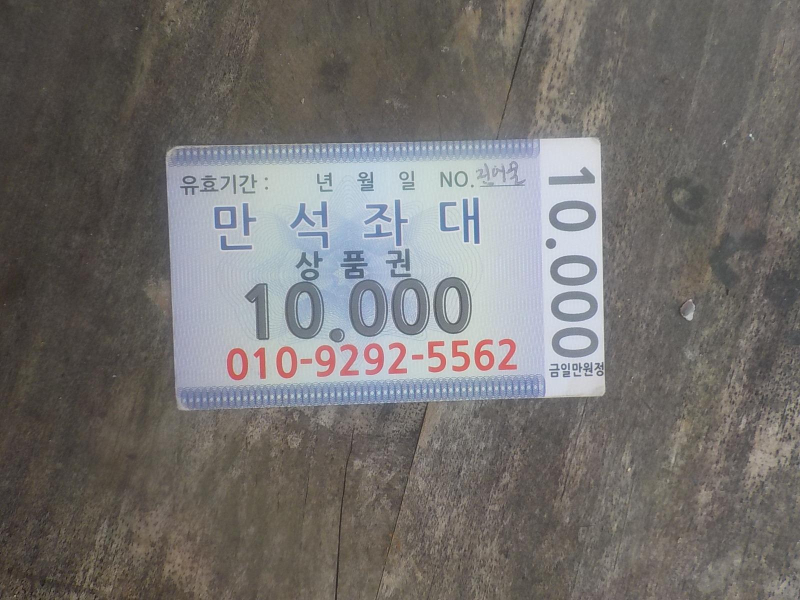 유효기간 : 년 월 일 NO.
만석좌대
상품권
10.000
010-9292-5562
10.000
금일만원정